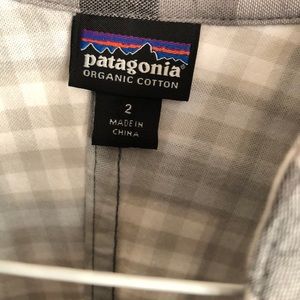 patagonia
ORGANIC COTTON
2
MADE IN
CHINA